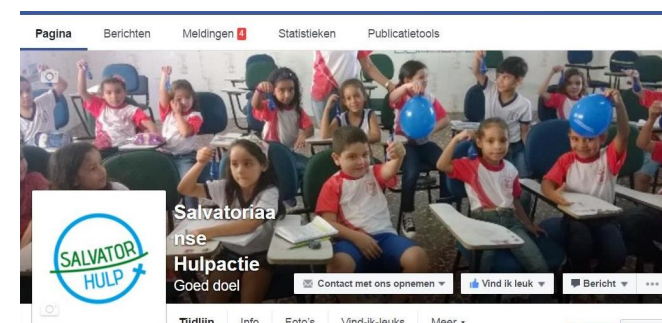 Pagina Berichten Meldingen 4 Statistieken Publicatietools
Salvatoriaa
nse
Hulpactie
Goed doel
SALVATOR
HULP
Contact met ons opnemen Vind ik leuk Bericht
Tijdlijn Info Foto's Vind-ik-leuks Meer